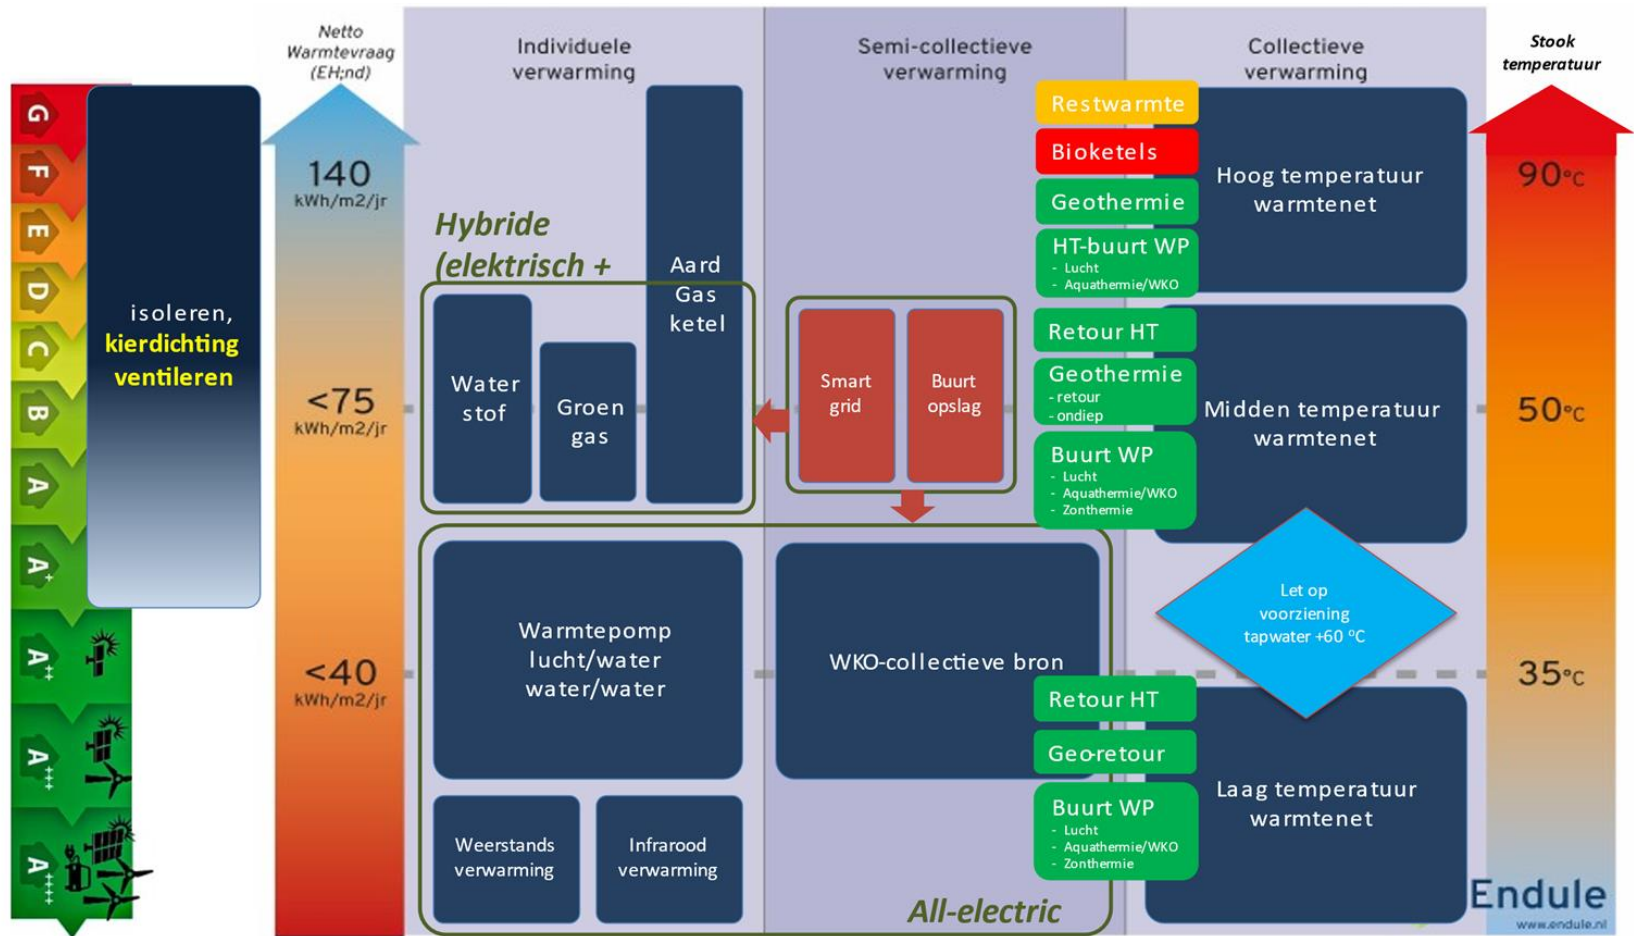 Netto
Warmtevraag
(EH;nd)
Individuele
verwarming
Semi-collectieve
verwarming
Collectieve
verwarming
Stook
temperatuur
G
F
E
D
C
B
A
A+
A++
A+++
A++++
isoleren,
kierdichting
ventileren
140
kWh/m2/jr
<75
kWh/m2/jr
<40
kWh/m2/jr
Hybride
(elektrisch +
Water
stof
Groen
gas
Aard
Gas
ketel
Smart
grid
Buurt
opslag
Warmtepomp
lucht/water
water/water
Weerstands
verwarming
Infrarood
verwarming
WKO-collectieve bron
All-electric
Restwarmte
Bioketels
Geothermie
HT-buurt WP
- Lucht
- Aquathermie/WKO
Hoog temperatuur
warmtenet
Retour HT
Geothermie
- retour
- ondiep
Buurt WP
- Lucht
- Aquathermie/WKO
- Zonthermie
Midden temperatuur
warmtenet
Let op
voorziening
tapwater +60 °C
Retour HT
Geo-retour
Buurt WP
- Lucht
- Aquathermie/WKO
- Zonthermie
Laag temperatuur
warmtenet
90°C
50°C
35°C
Endule
www.endule.nl